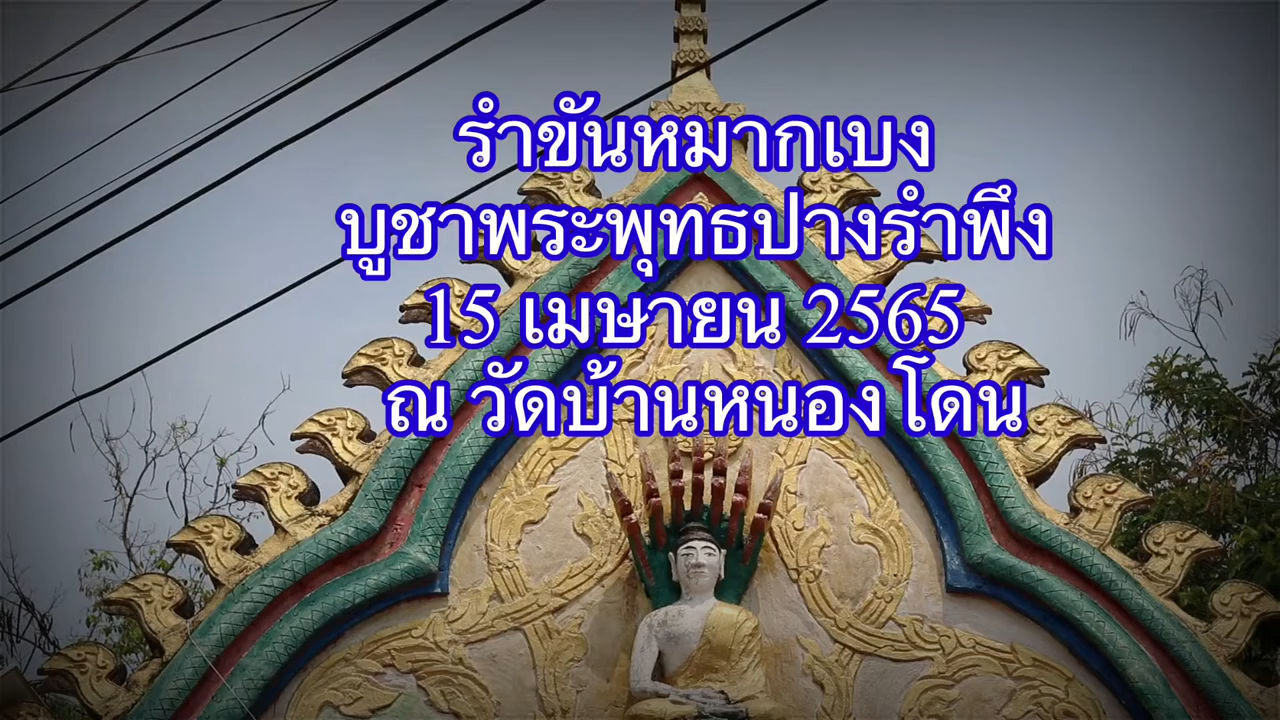 รำขันหมากเบง
บูชาพระพุทธปางรำพึง
15 เมษายน 2565
ณ วัดบ้านหนองโดน